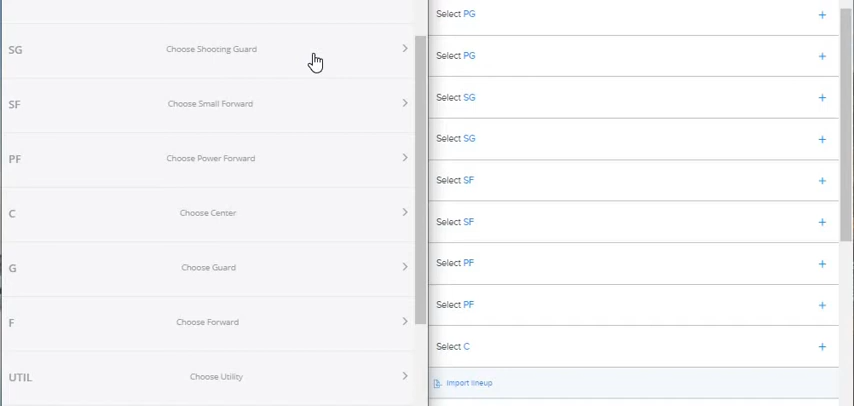 SG Choose Shooting Guard
SF Choose Small Forward
PF Choose Power Forward
C Choose Center
G Choose Guard
F Choose Forward
UTIL Choose Utility
Select PG
Select PG
Select SG
Select SG
Select SF
Select SF
Select PF
Select PF
Select C
Import lineup